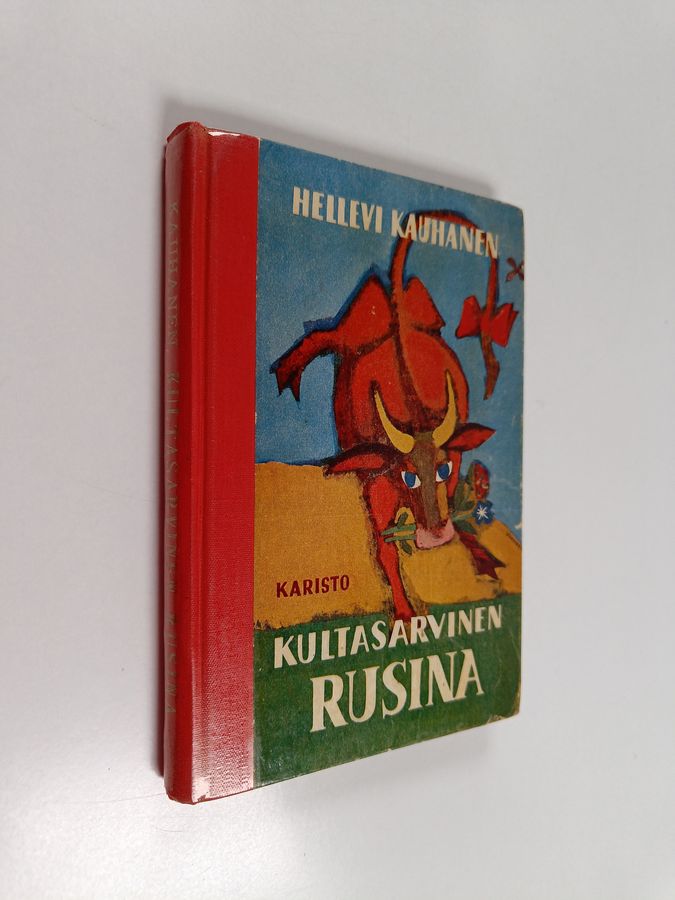 HELLEVI KAUHANEN
KARISTO
KULTASARVINEN
RUSINA
KAUHANEN KULTASARVINEN RUSINA